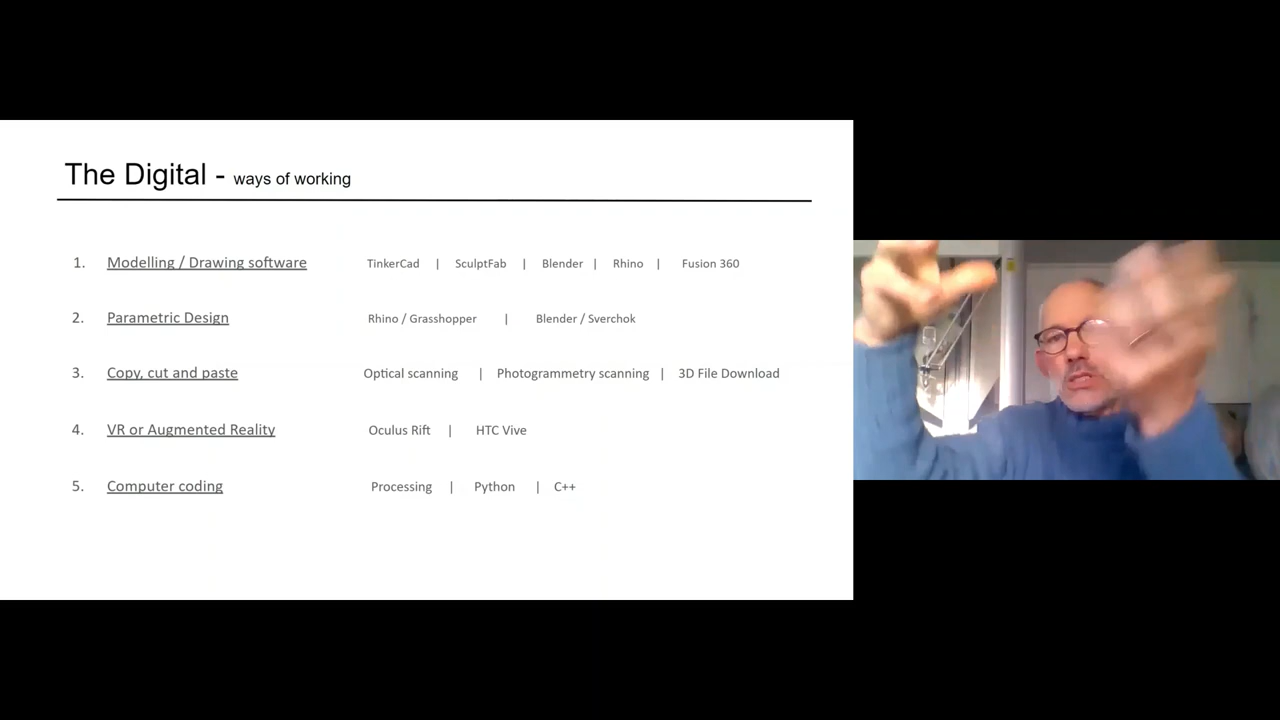 The Digital - ways of working
1. Modelling / Drawing software TinkerCad | SculptFab | Blender | Rhino | Fusion 360
2. Parametric Design Rhino / Grasshopper | Blender / Sverchok
3. Copy, cut and paste Optical scanning | Photogrammetry scanning | 3D File Download
4. VR or Augmented Reality Oculus Rift | HTC Vive
5. Computer coding Processing | Python | C++